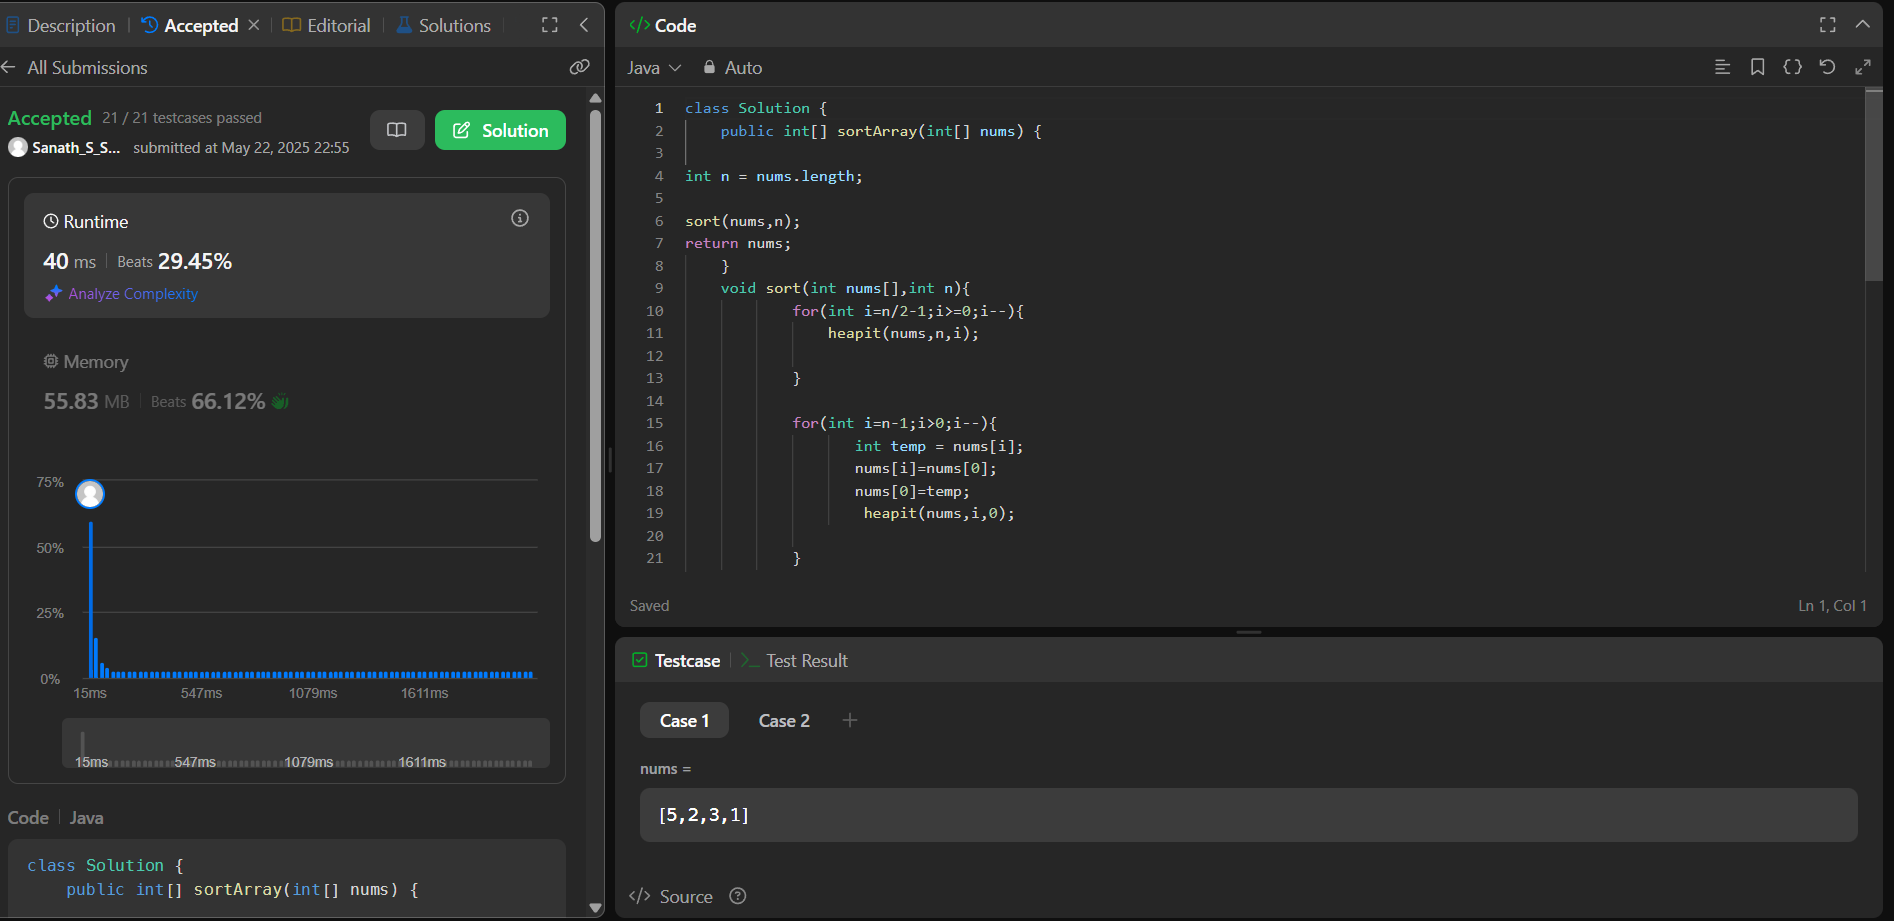 Description
Accepted
Editorial
Solutions
All Submissions
Accepted 21 / 21 testcases passed
Sanath_S_S... submitted at May 22, 2025 22:55
Solution
Runtime
40 ms Beats 29.45%
Analyze Complexity
Memory
55.83 MB Beats 66.12%
75%
50%
25%
0%
15ms 547ms 1079ms 1611ms
15ms 547ms 1079ms 1611ms
Code Java
class Solution {
public int[] sortArray(int[] nums) {
</> Code
Java Auto
1 class Solution {
2 public int[] sortArray(int[] nums) {
3
4 int n = nums.length;
5
6 sort(nums,n);
7 return nums;
8 }
9 void sort(int nums[],int n){
10 for(int i=n/2-1;i>=0;i--){
11 heapit(nums,n,i);
12
13 }
14
15 for(int i=n-1;i>0;i--){
16 int temp = nums[i];
17 nums[i]=nums[0];
18 nums[0]=temp;
19 heapit(nums,i,0);
20
21 }
Saved Ln 1, Col 1
Testcase >_ Test Result
Case 1 Case 2 +
nums =
[5,2,3,1]
</> Source ?